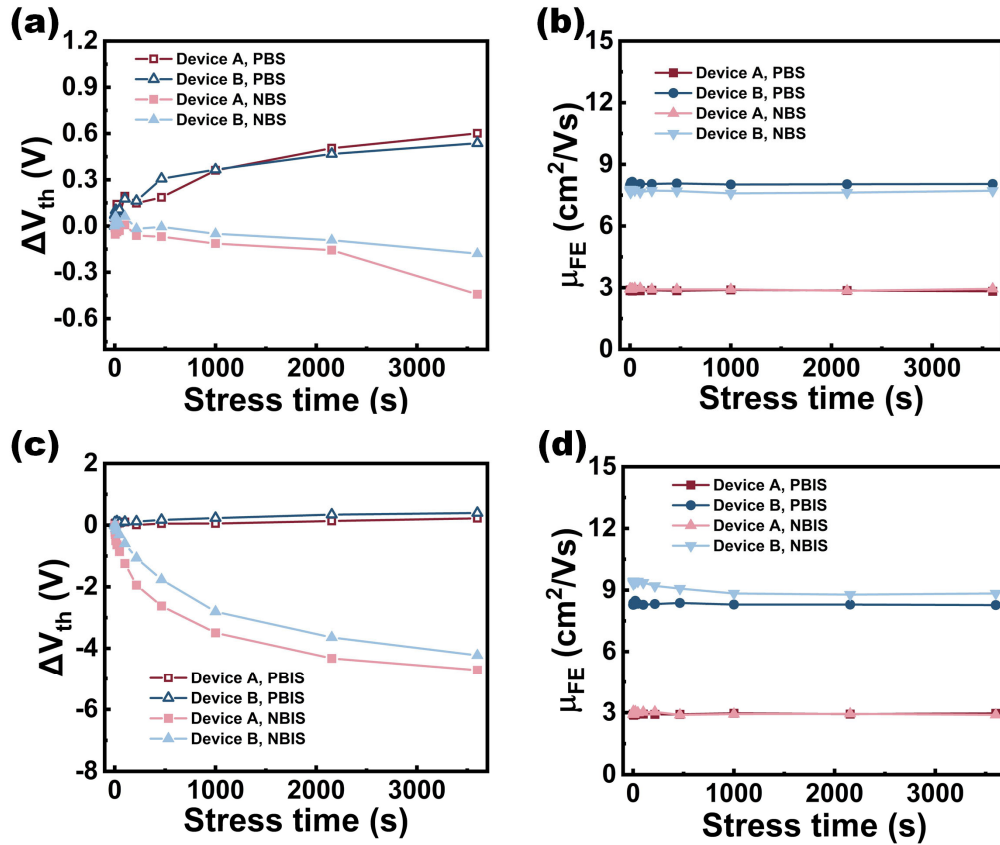 (a)
1.2
0.9
0.6
0.3
0.0
-0.3
-0.6
ΔVth (V)
Device A, PBS
Device B, PBS
Device A, NBS
Device B, NBS
0 1000 2000 3000
Stress time (s)
(b)
15
12
9
6
3
0
μFE (cm²/Vs)
Device A, PBS
Device B, PBS
Device A, NBS
Device B, NBS
0 1000 2000 3000
Stress time (s)
(c)
2
0
-2
-4
-6
-8
ΔVth (V)
Device A, PBIS
Device B, PBIS
Device A, NBIS
Device B, NBIS
0 1000 2000 3000
Stress time (s)
(d)
15
12
9
6
3
0
μFE (cm²/Vs)
Device A, PBIS
Device B, PBIS
Device A, NBIS
Device B, NBIS
0 1000 2000 3000
Stress time (s)